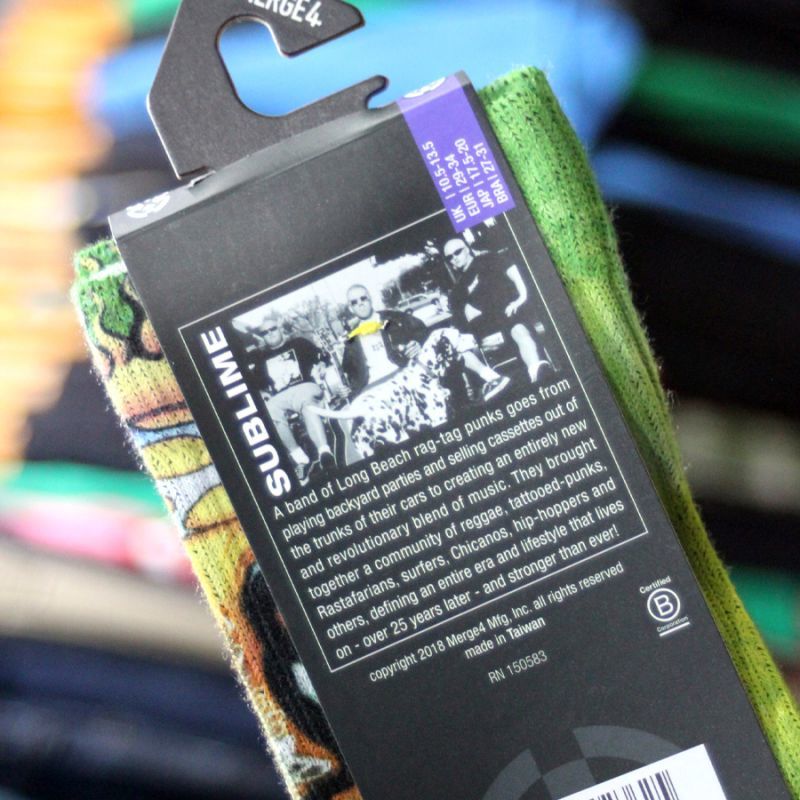 MERGE4
UK | 10.5-13.5
EUR | 29-34
JAP | 17.5-20
BRA | 27-31
SUBLIME
A band of Long Beach rag-tag punks goes from
playing backyard parties and selling cassettes out of
the trunks of their cars to creating an entirely new
and revolutionary blend of music. They brought
together a community of reggae, tattooed-punks,
Rastafarians, surfers, Chicanos, hip-hoppers and
others, defining an entire era and lifestyle that lives
on - over 25 years later - and stronger than ever!
copyright 2018 Merge4 Mfg, Inc. all rights reserved
made in Taiwan
RN 150583
Certified
B
Corporation